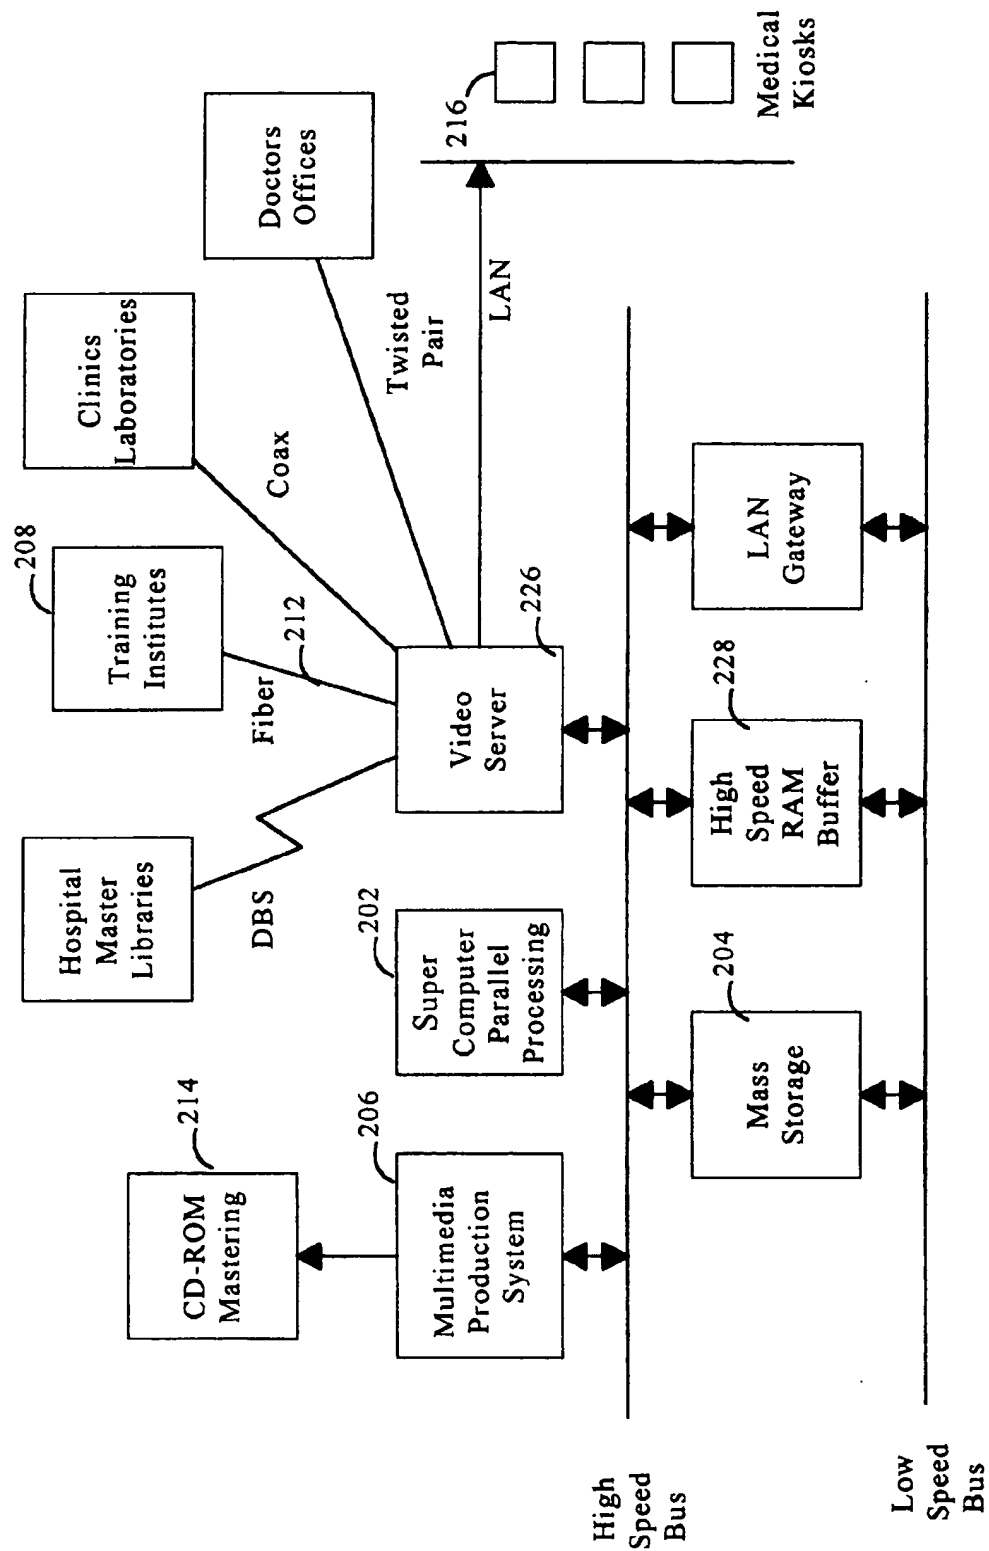 Hospital
Master
Libraries
208
Training
Institutes
Clinics
Laboratories
Doctors
Offices
214
CD-ROM
Mastering
DBS
Fiber
212
Coax
Twisted
Pair
216
Medical
Kiosks
LAN
206
Multimedia
Production
System
202
Super
Computer
Parallel
Processing
Video
Server
226
High
Speed
Bus
204
Mass
Storage
228
High
Speed
RAM
Buffer
LAN
Gateway
Low
Speed
Bus